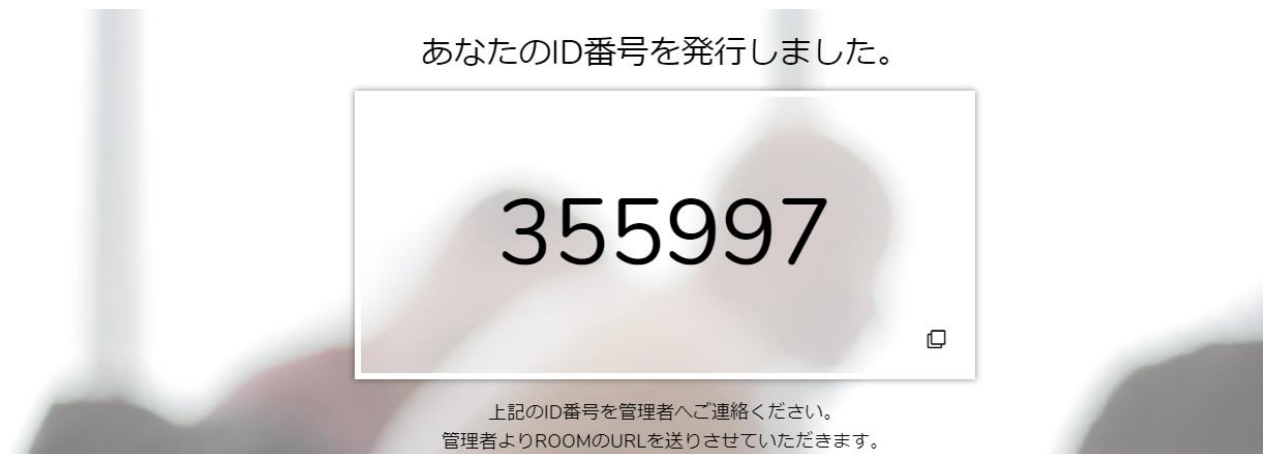 あなたのID番号を発行しました。
355997
上記のID番号を管理者へご連絡ください。
管理者よりROOMのURLを送りさせていただきます。